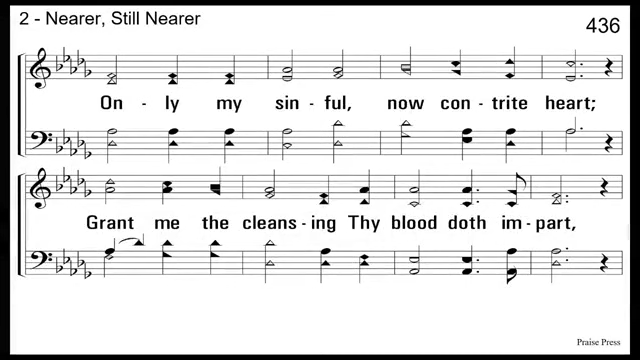 2 - Nearer, Still Nearer
436
On - ly my sin - ful, now con - trite heart;
Grant me the cleans - ing Thy blood doth im - part,
Praise Press